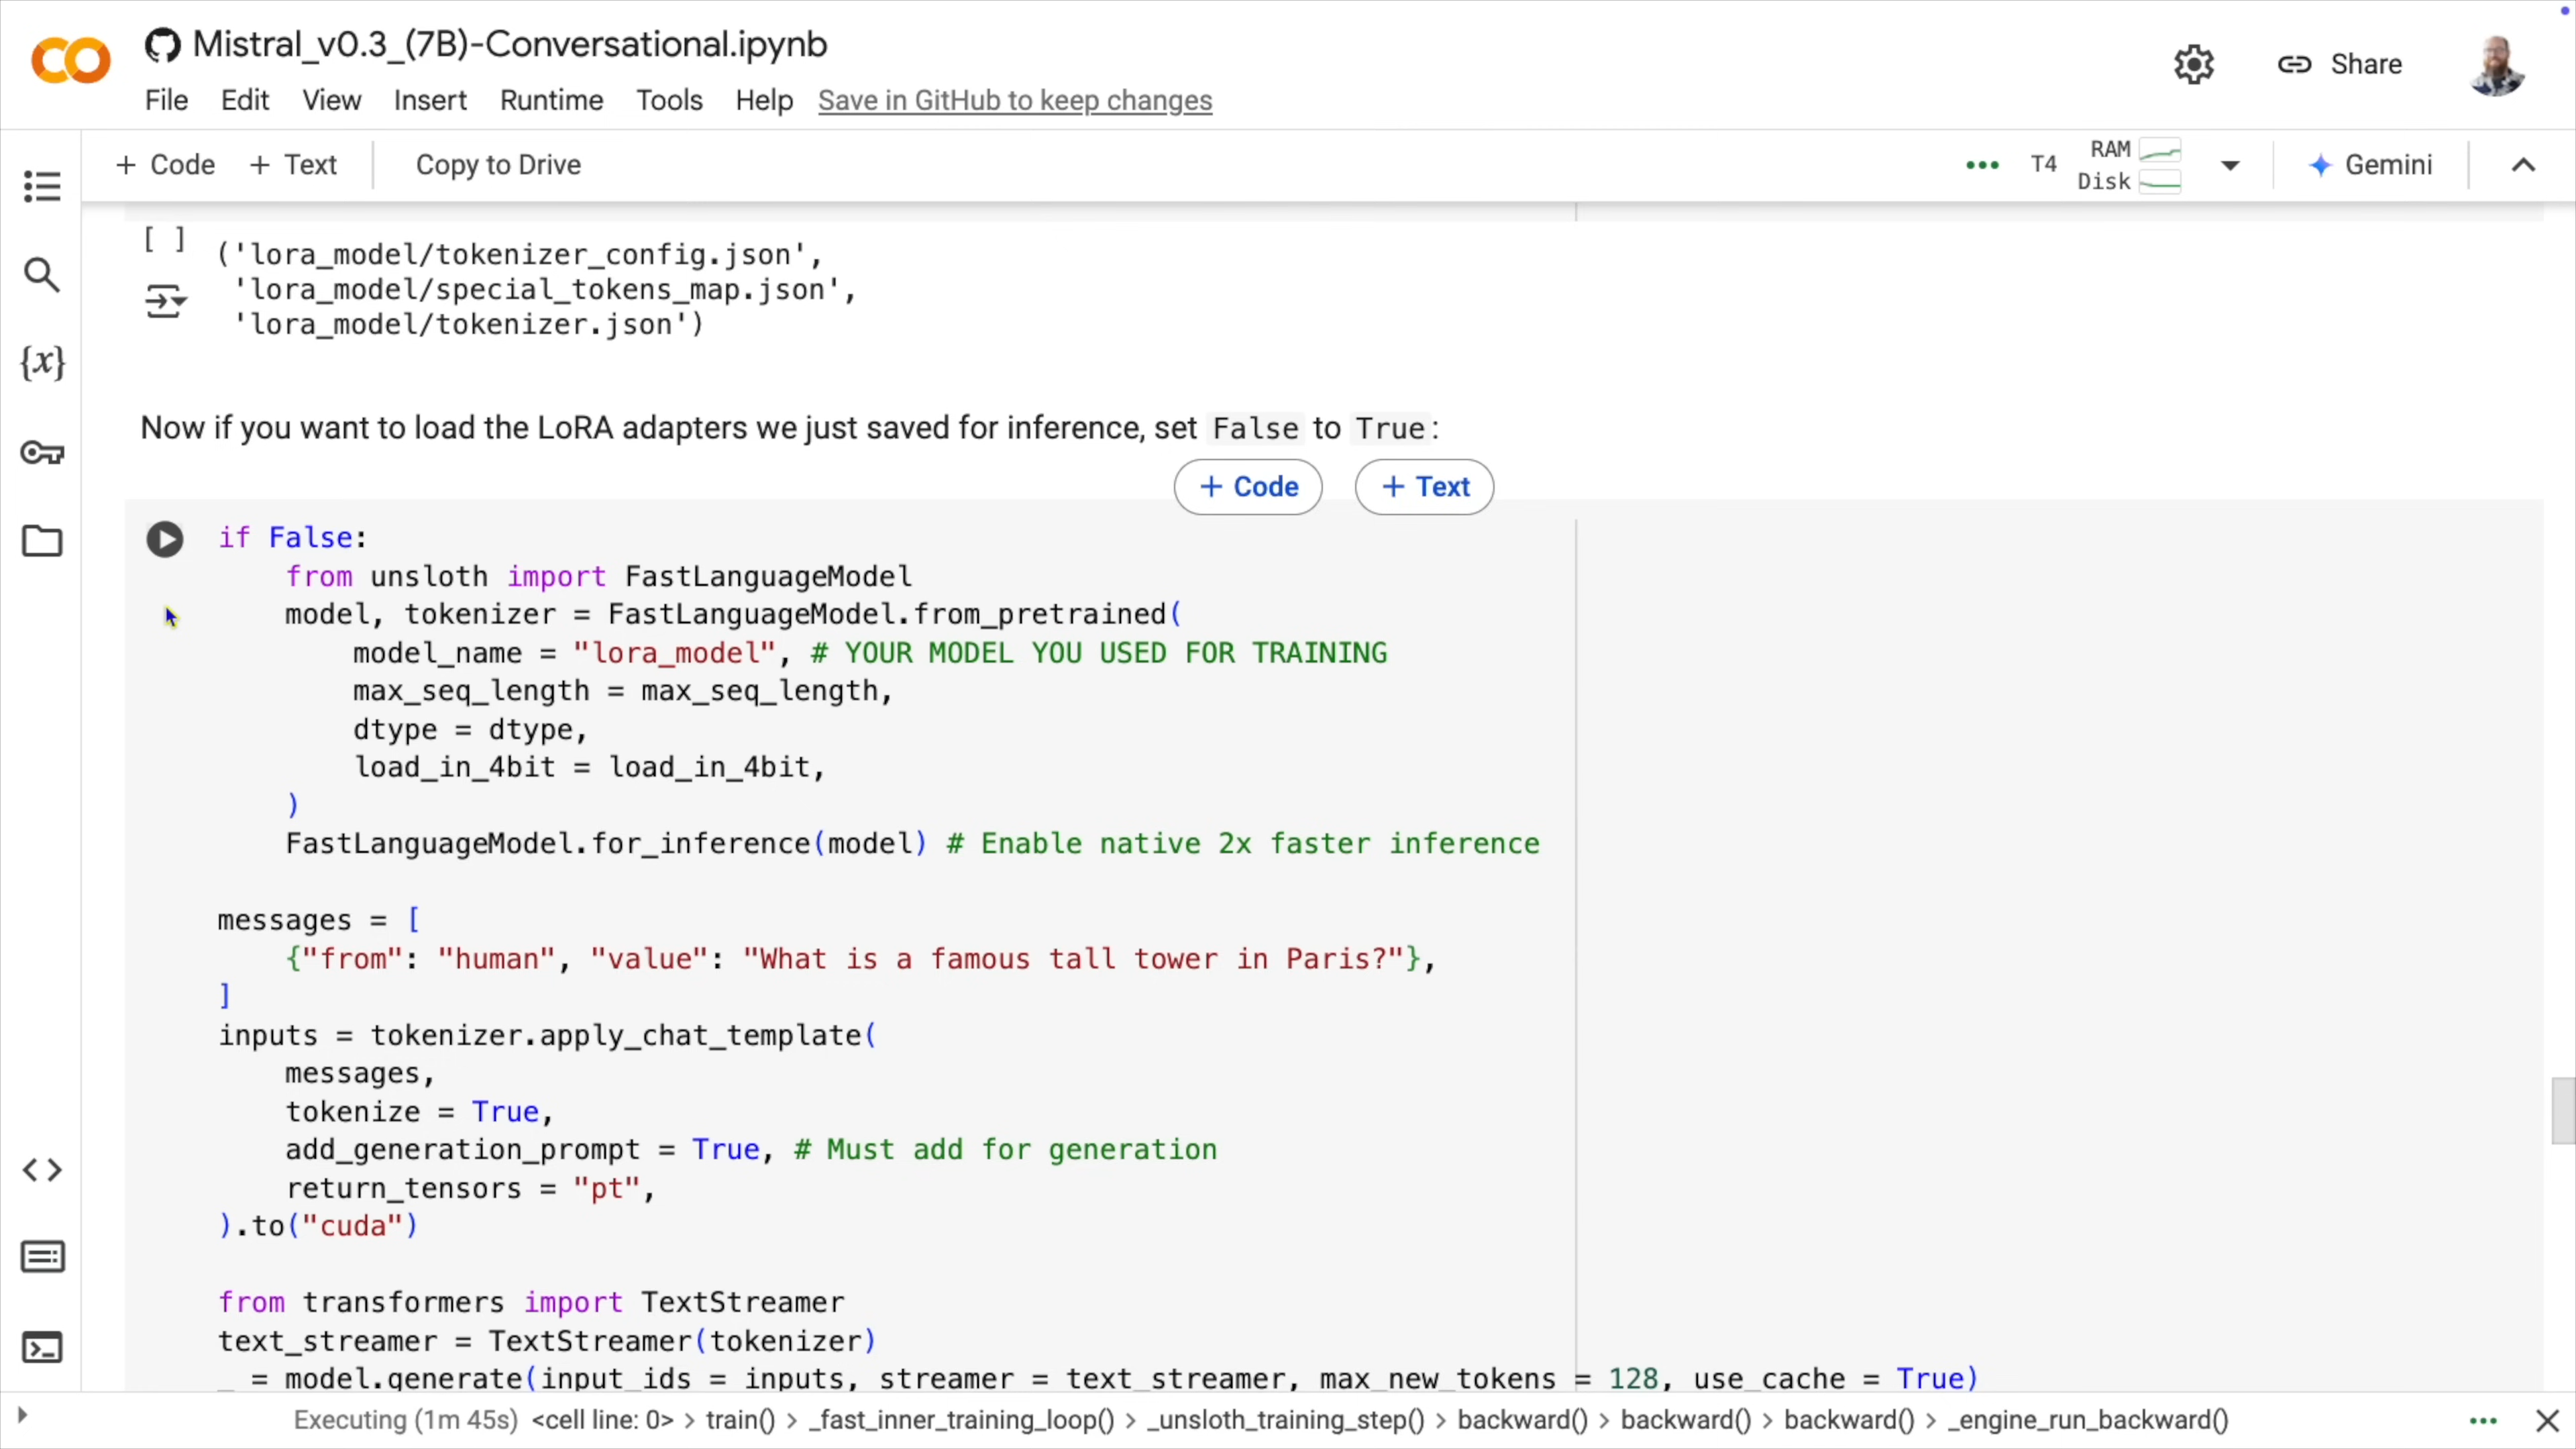 Mistral_v0.3_(7B)-Conversational.ipynb
File Edit View Insert Runtime Tools Help Save in GitHub to keep changes
Share
+ Code + Text Copy to Drive
T4 RAM Disk Gemini
[ ] ('lora_model/tokenizer_config.json',
'lora_model/special_tokens_map.json',
'lora_model/tokenizer.json')
{x}
Now if you want to load the LoRA adapters we just saved for inference, set False to True:
+ Code + Text
if False:
    from unsloth import FastLanguageModel
    model, tokenizer = FastLanguageModel.from_pretrained(
        model_name = "lora_model", # YOUR MODEL YOU USED FOR TRAINING
        max_seq_length = max_seq_length,
        dtype = dtype,
        load_in_4bit = load_in_4bit,
    )
    FastLanguageModel.for_inference(model) # Enable native 2x faster inference
messages = [
    {"from": "human", "value": "What is a famous tall tower in Paris?"},
]
inputs = tokenizer.apply_chat_template(
    messages,
    tokenize = True,
    add_generation_prompt = True, # Must add for generation
    return_tensors = "pt",
).to("cuda")
from transformers import TextStreamer
text_streamer = TextStreamer(tokenizer)
_ = model.generate(input_ids = inputs, streamer = text_streamer, max_new_tokens = 128, use_cache = True)
Executing (1m 45s) <cell line: 0> > train() > _fast_inner_training_loop() > _unsloth_training_step() > backward() > backward() > backward() > _engine_run_backward()